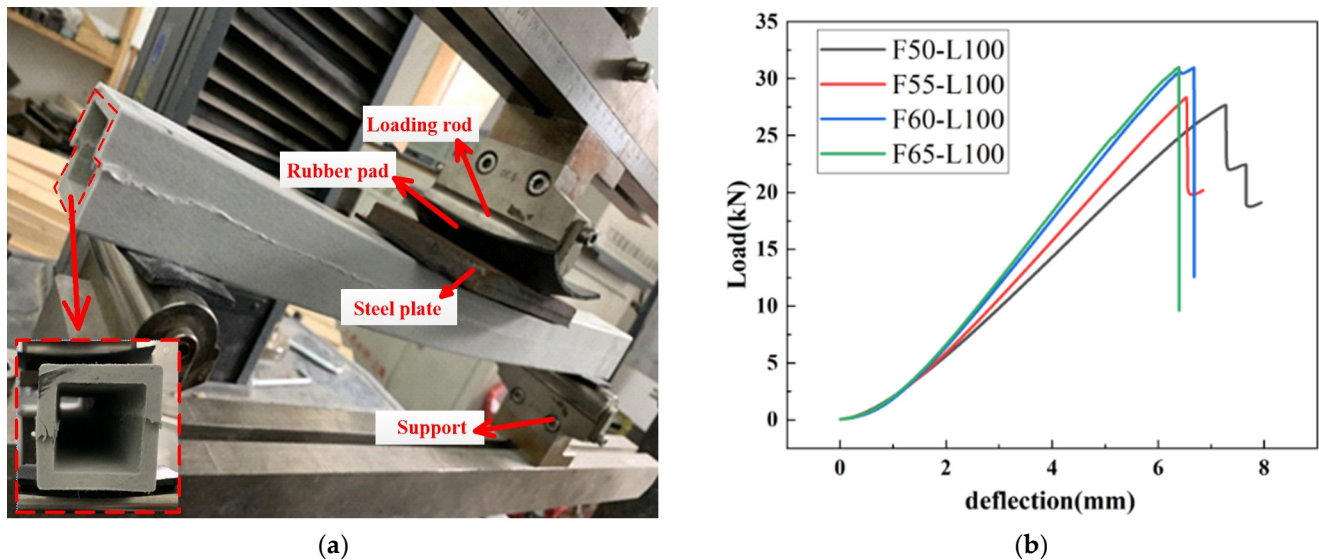 Loading rod
Rubber pad
Steel plate
Support
(a)
35
30
25
20
15
10
5
0
Load(kN)
F50-L100
F55-L100
F60-L100
F65-L100
0 2 4 6 8
deflection(mm)
(b)